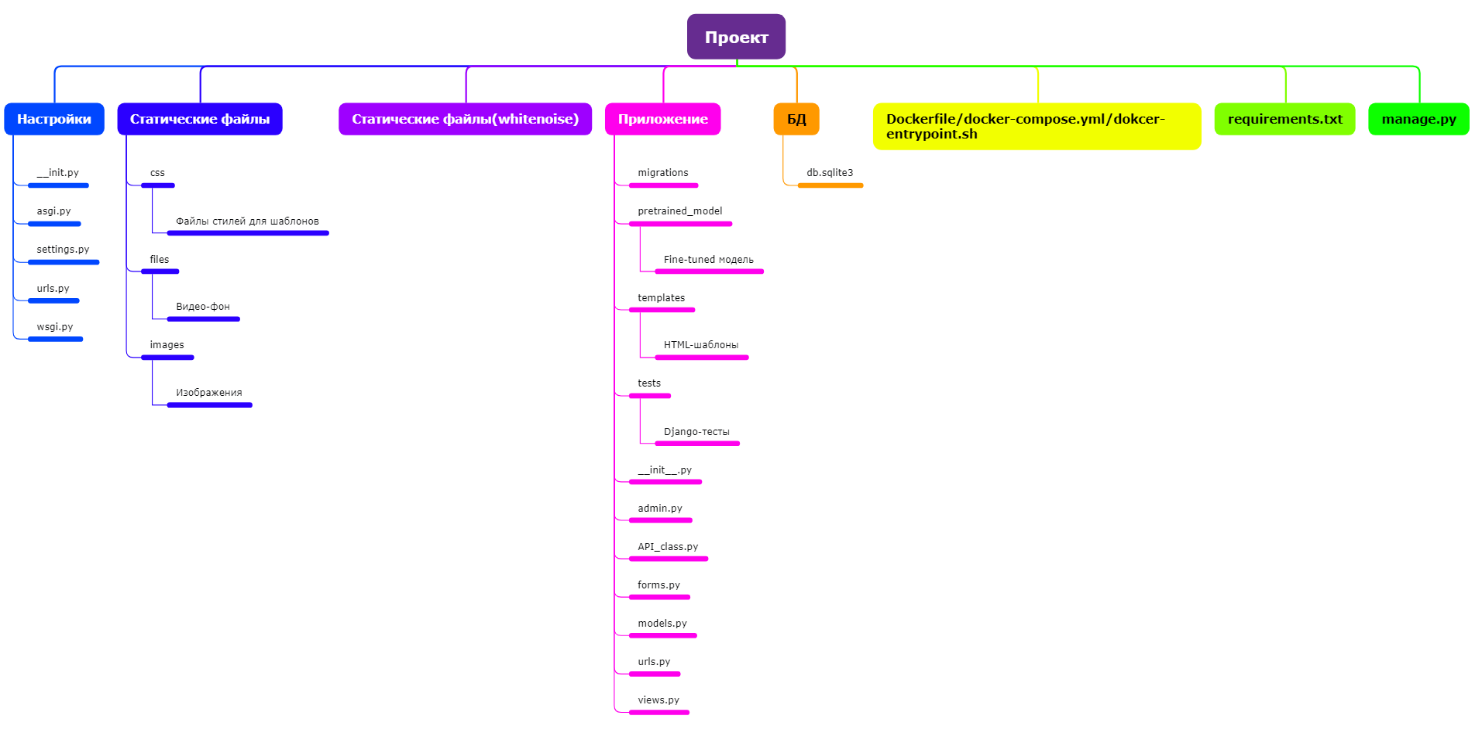 Проект
Настройки
__init.py
asgi.py
settings.py
urls.py
wsgi.py
Статические файлы
css
Файлы стилей для шаблонов
files
Видео-фон
images
Изображения
Статические файлы(whitenoise)
Приложение
migrations
pretrained_model
Fine-tuned модель
templates
HTML-шаблоны
tests
Django-тесты
__init__.py
admin.py
API_class.py
forms.py
models.py
urls.py
views.py
БД
db.sqlite3
Dockerfile/docker-compose.yml/dokcer-
entrypoint.sh
requirements.txt
manage.py